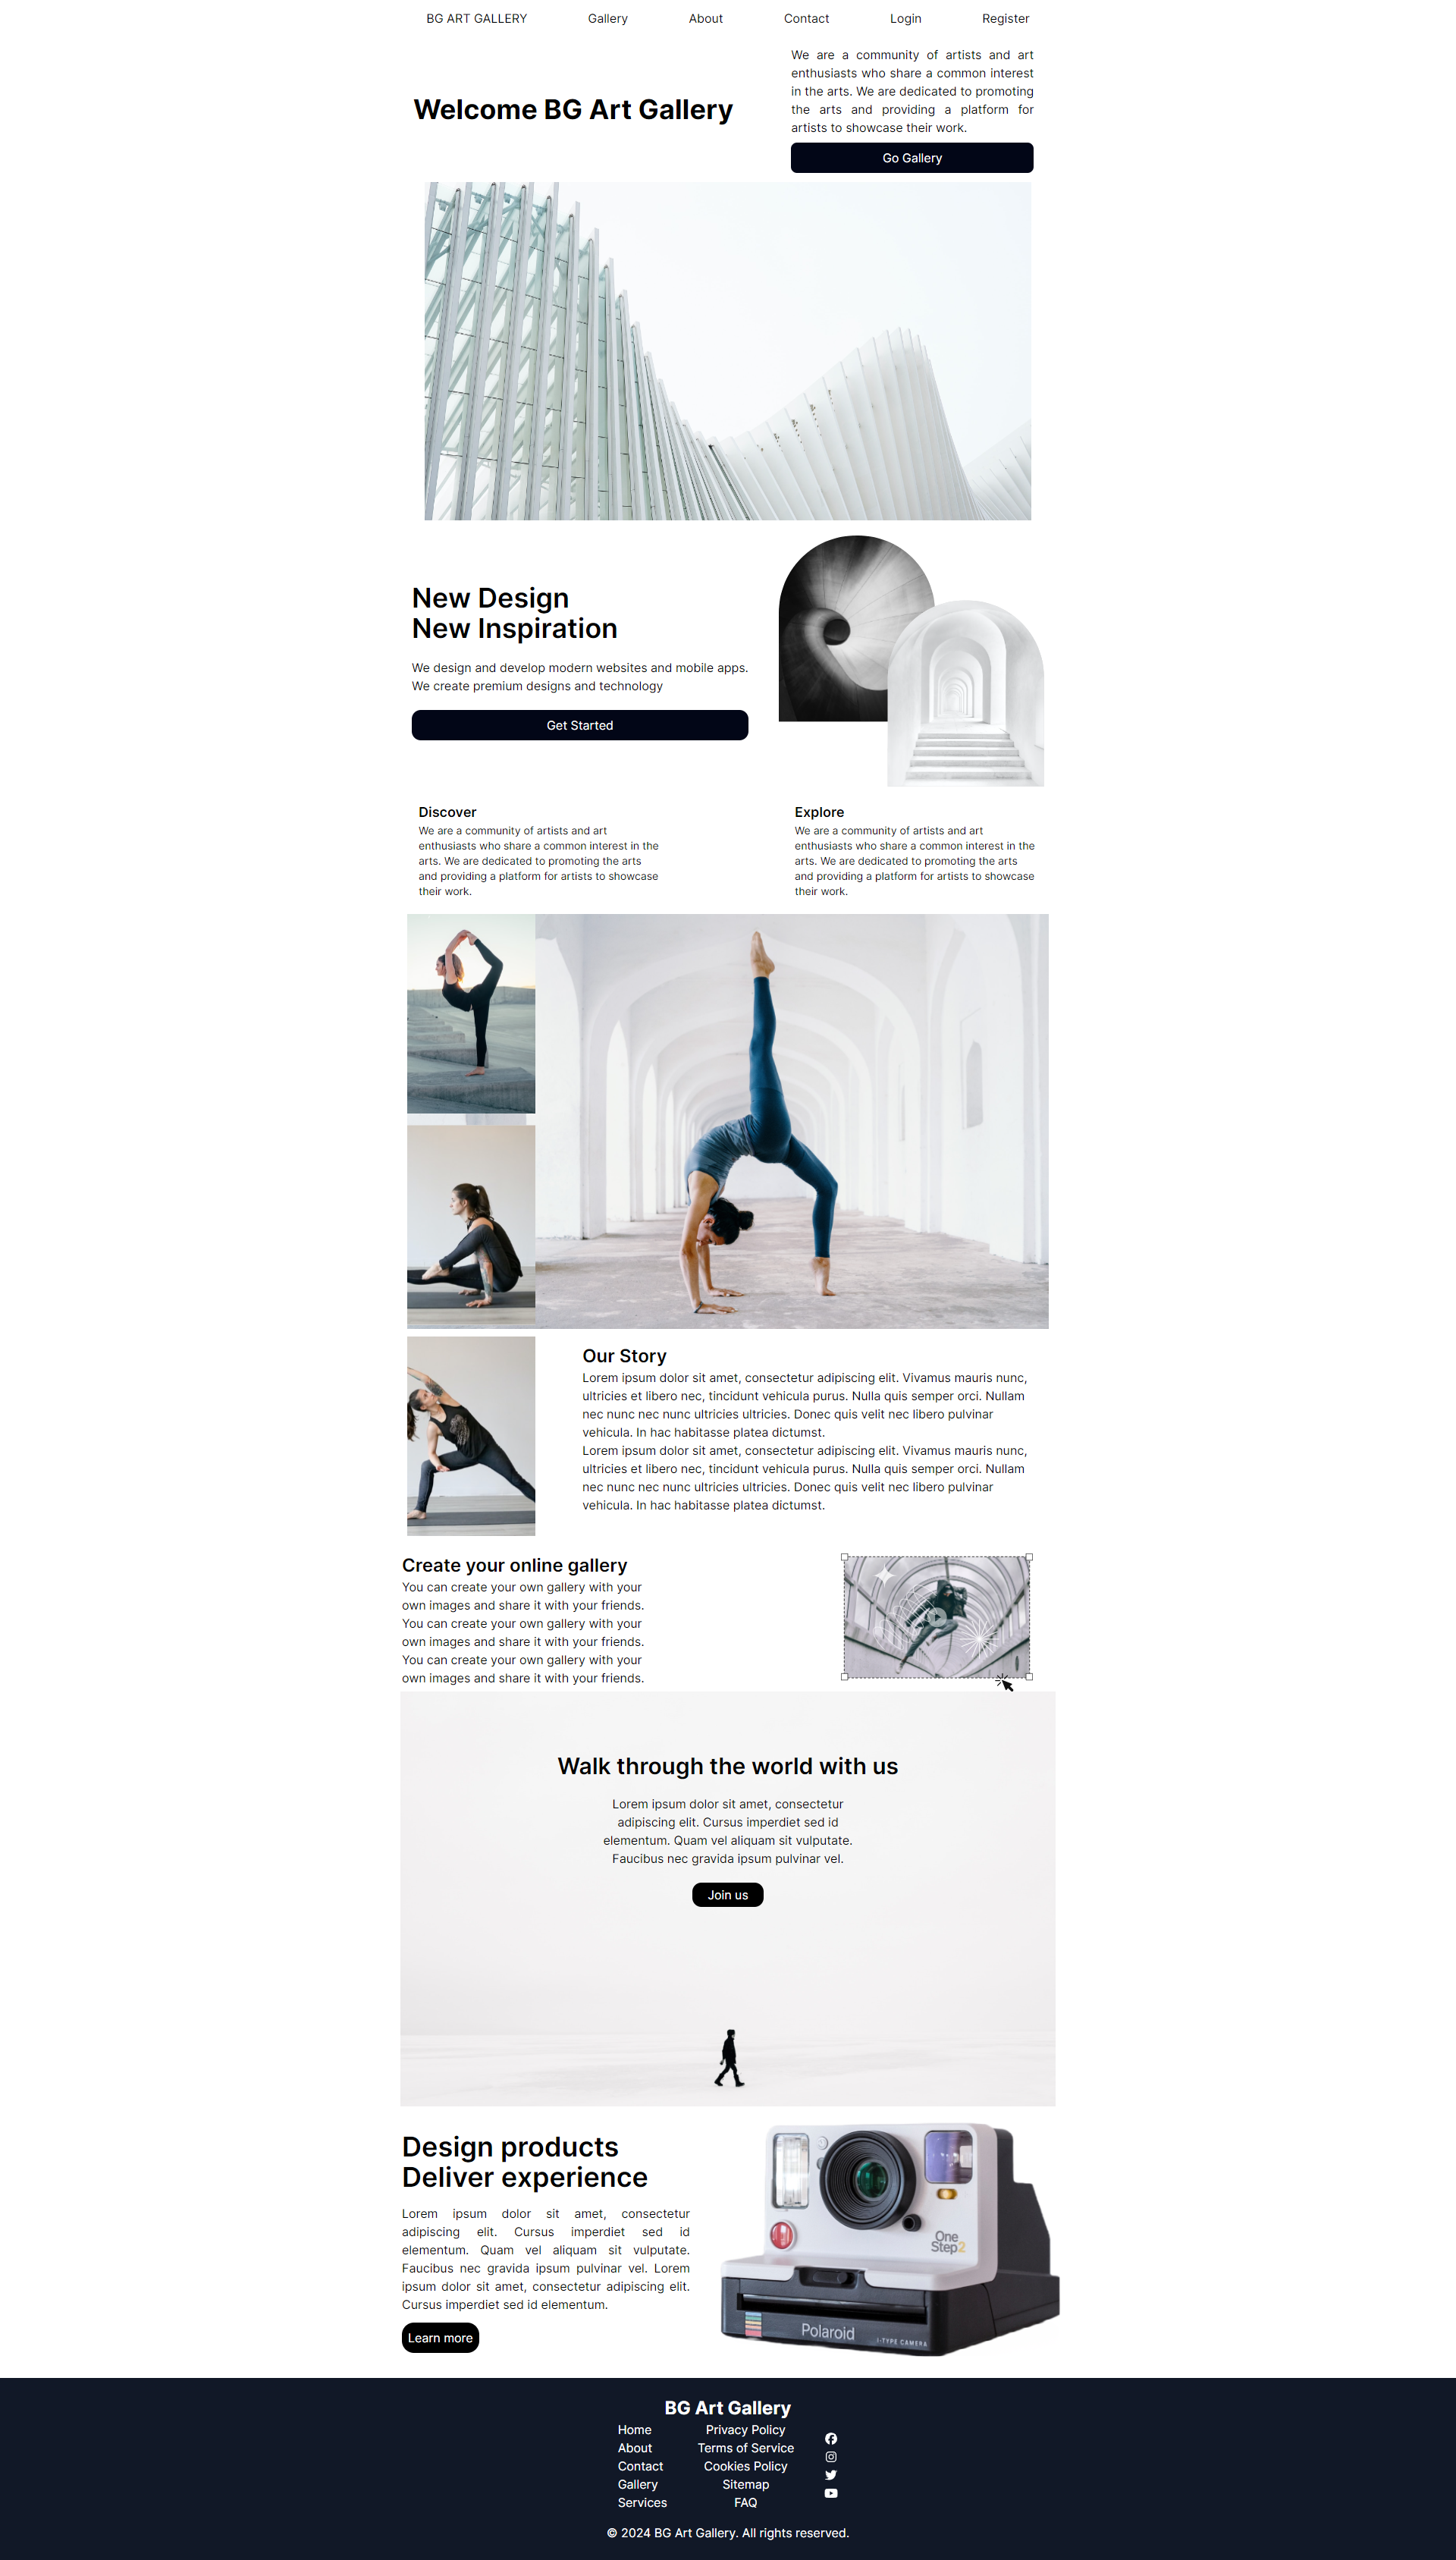 BG ART GALLERY
Gallery
About
Contact
Login
Register
Welcome BG Art Gallery
We are a community of artists and art
enthusiasts who share a common interest
in the arts. We are dedicated to promoting
the arts and providing a platform for
artists to showcase their work.
Go Gallery
New Design
New Inspiration
We design and develop modern websites and mobile apps.
We create premium designs and technology
Get Started
Discover
We are a community of artists and art
enthusiasts who share a common interest in the
arts. We are dedicated to promoting the arts
and providing a platform for artists to showcase
their work.
Explore
We are a community of artists and art
enthusiasts who share a common interest in the
arts. We are dedicated to promoting the arts
and providing a platform for artists to showcase
their work.
Our Story
Lorem ipsum dolor sit amet, consectetur adipiscing elit. Vivamus mauris nunc,
ultricies et libero nec, tincidunt vehicula purus. Nulla quis semper orci. Nullam
nec nunc nec nunc ultricies ultricies. Donec quis velit nec libero pulvinar
vehicula. In hac habitasse platea dictumst.
Lorem ipsum dolor sit amet, consectetur adipiscing elit. Vivamus mauris nunc,
ultricies et libero nec, tincidunt vehicula purus. Nulla quis semper orci. Nullam
nec nunc nec nunc ultricies ultricies. Donec quis velit nec libero pulvinar
vehicula. In hac habitasse platea dictumst.
Create your online gallery
You can create your own gallery with your
own images and share it with your friends.
You can create your own gallery with your
own images and share it with your friends.
You can create your own gallery with your
own images and share it with your friends.
Walk through the world with us
Lorem ipsum dolor sit amet, consectetur
adipiscing elit. Cursus imperdiet sed id
elementum. Quam vel aliquam sit vulputate.
Faucibus nec gravida ipsum pulvinar vel.
Join us
Design products
Deliver experience
Lorem ipsum dolor sit amet, consectetur
adipiscing elit. Cursus imperdiet sed id
elementum. Quam vel aliquam sit vulputate.
Faucibus nec gravida ipsum pulvinar vel. Lorem
ipsum dolor sit amet, consectetur adipiscing elit.
Cursus imperdiet sed id elementum.
Learn more
One
Step2
Polaroid
I-TYPE CAMERA
BG Art Gallery
Home
About
Contact
Gallery
Services
Privacy Policy
Terms of Service
Cookies Policy
Sitemap
FAQ
© 2024 BG Art Gallery. All rights reserved.